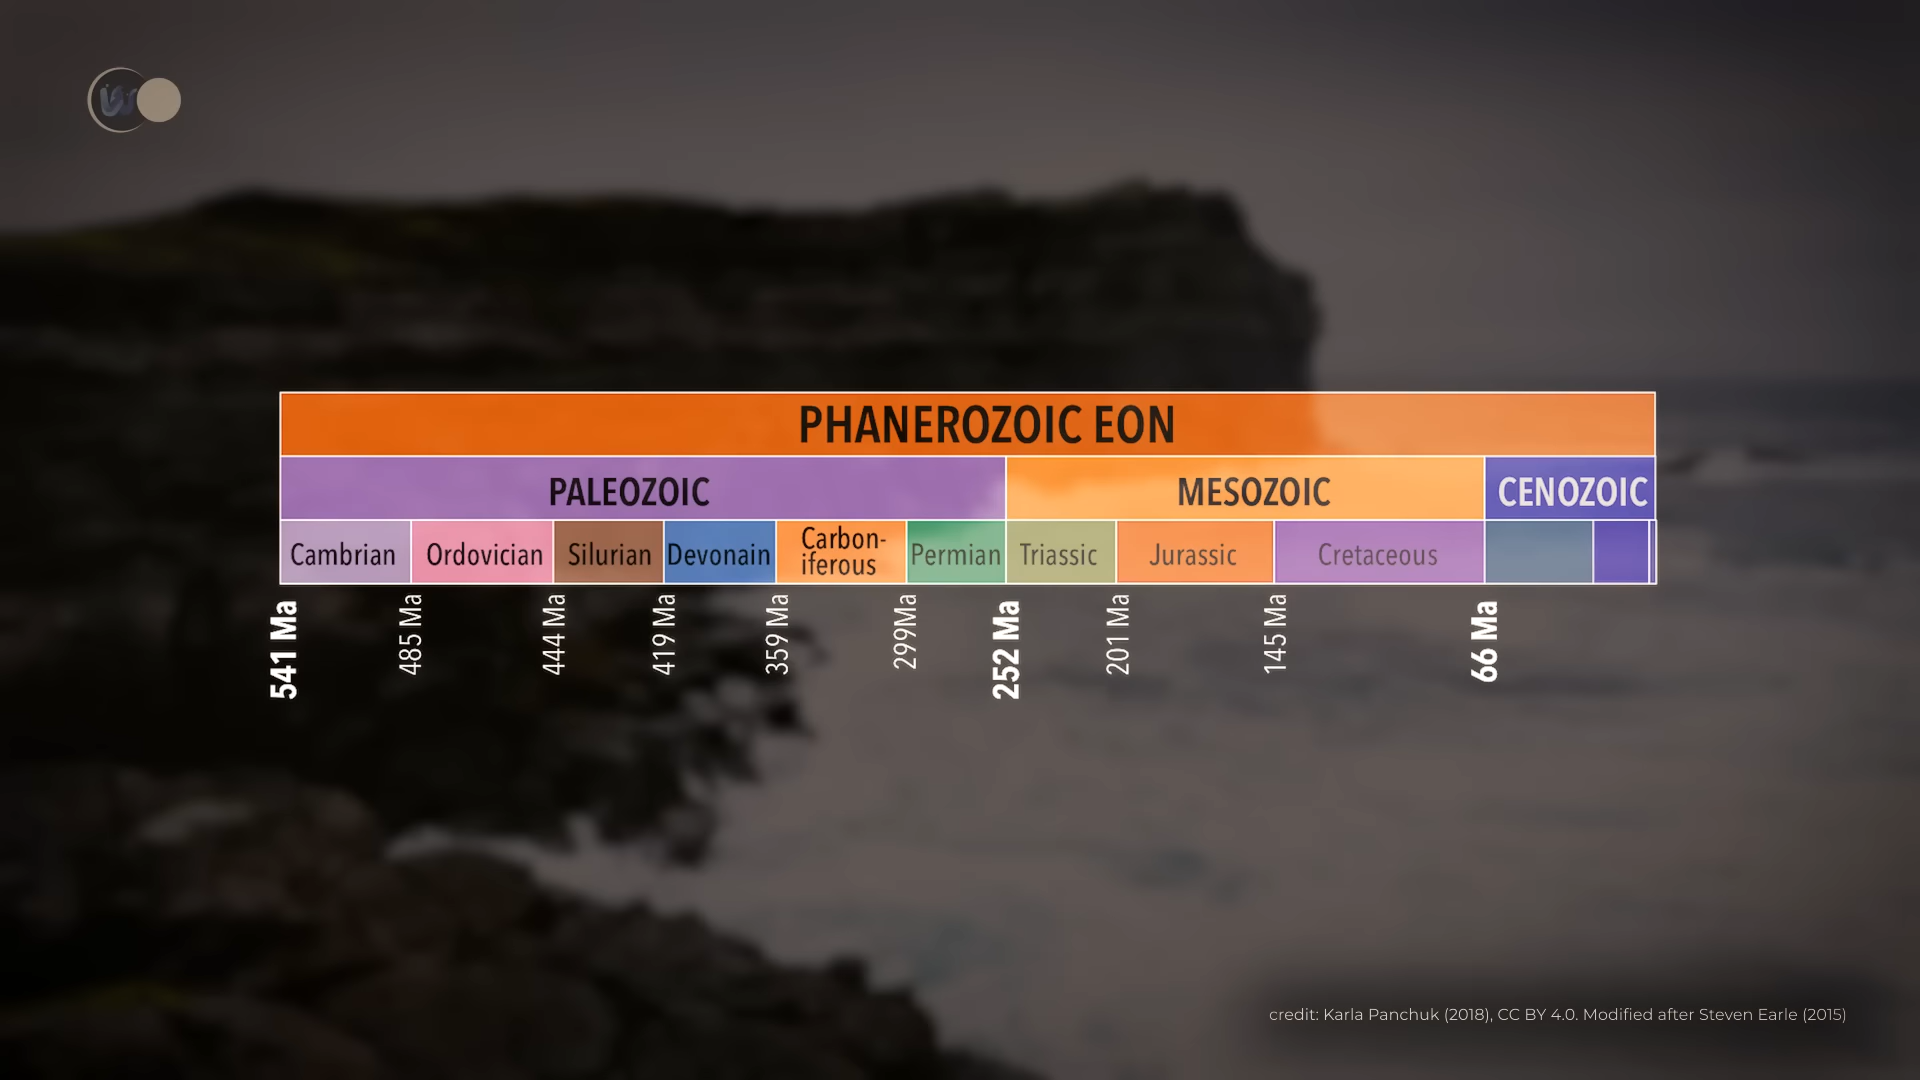 PHANEROZOIC EON
PALEOZOIC MESOZOIC CENOZOIC
Cambrian Ordovician Silurian Devonain Carbon-
iferous Permian Triassic Jurassic Cretaceous
541 Ma 485 Ma 444 Ma 419 Ma 359 Ma 299Ma 252 Ma 201 Ma 145 Ma 66 Ma
credit: Karla Panchuk (2018), CC BY 4.0. Modified after Steven Earle (2015)